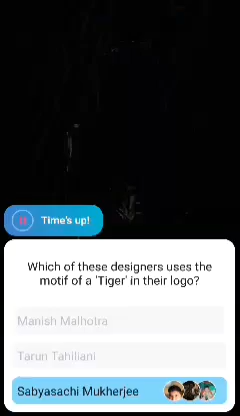 Time's up!
Which of these designers uses the
motif of a 'Tiger' in their logo?
Manish Malhotra
Tarun Tahiliani
Sabyasachi Mukherjee